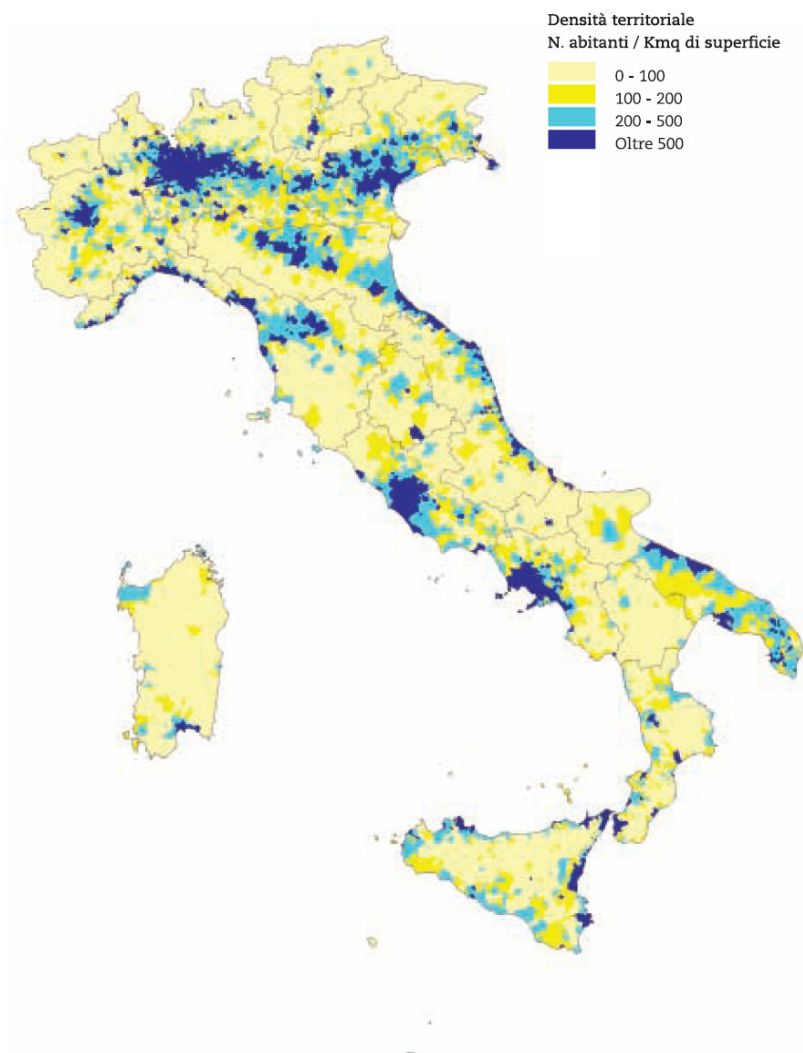 Densità territoriale
N. abitanti / Kmq di superficie
0 - 100
100 - 200
200 - 500
Oltre 500